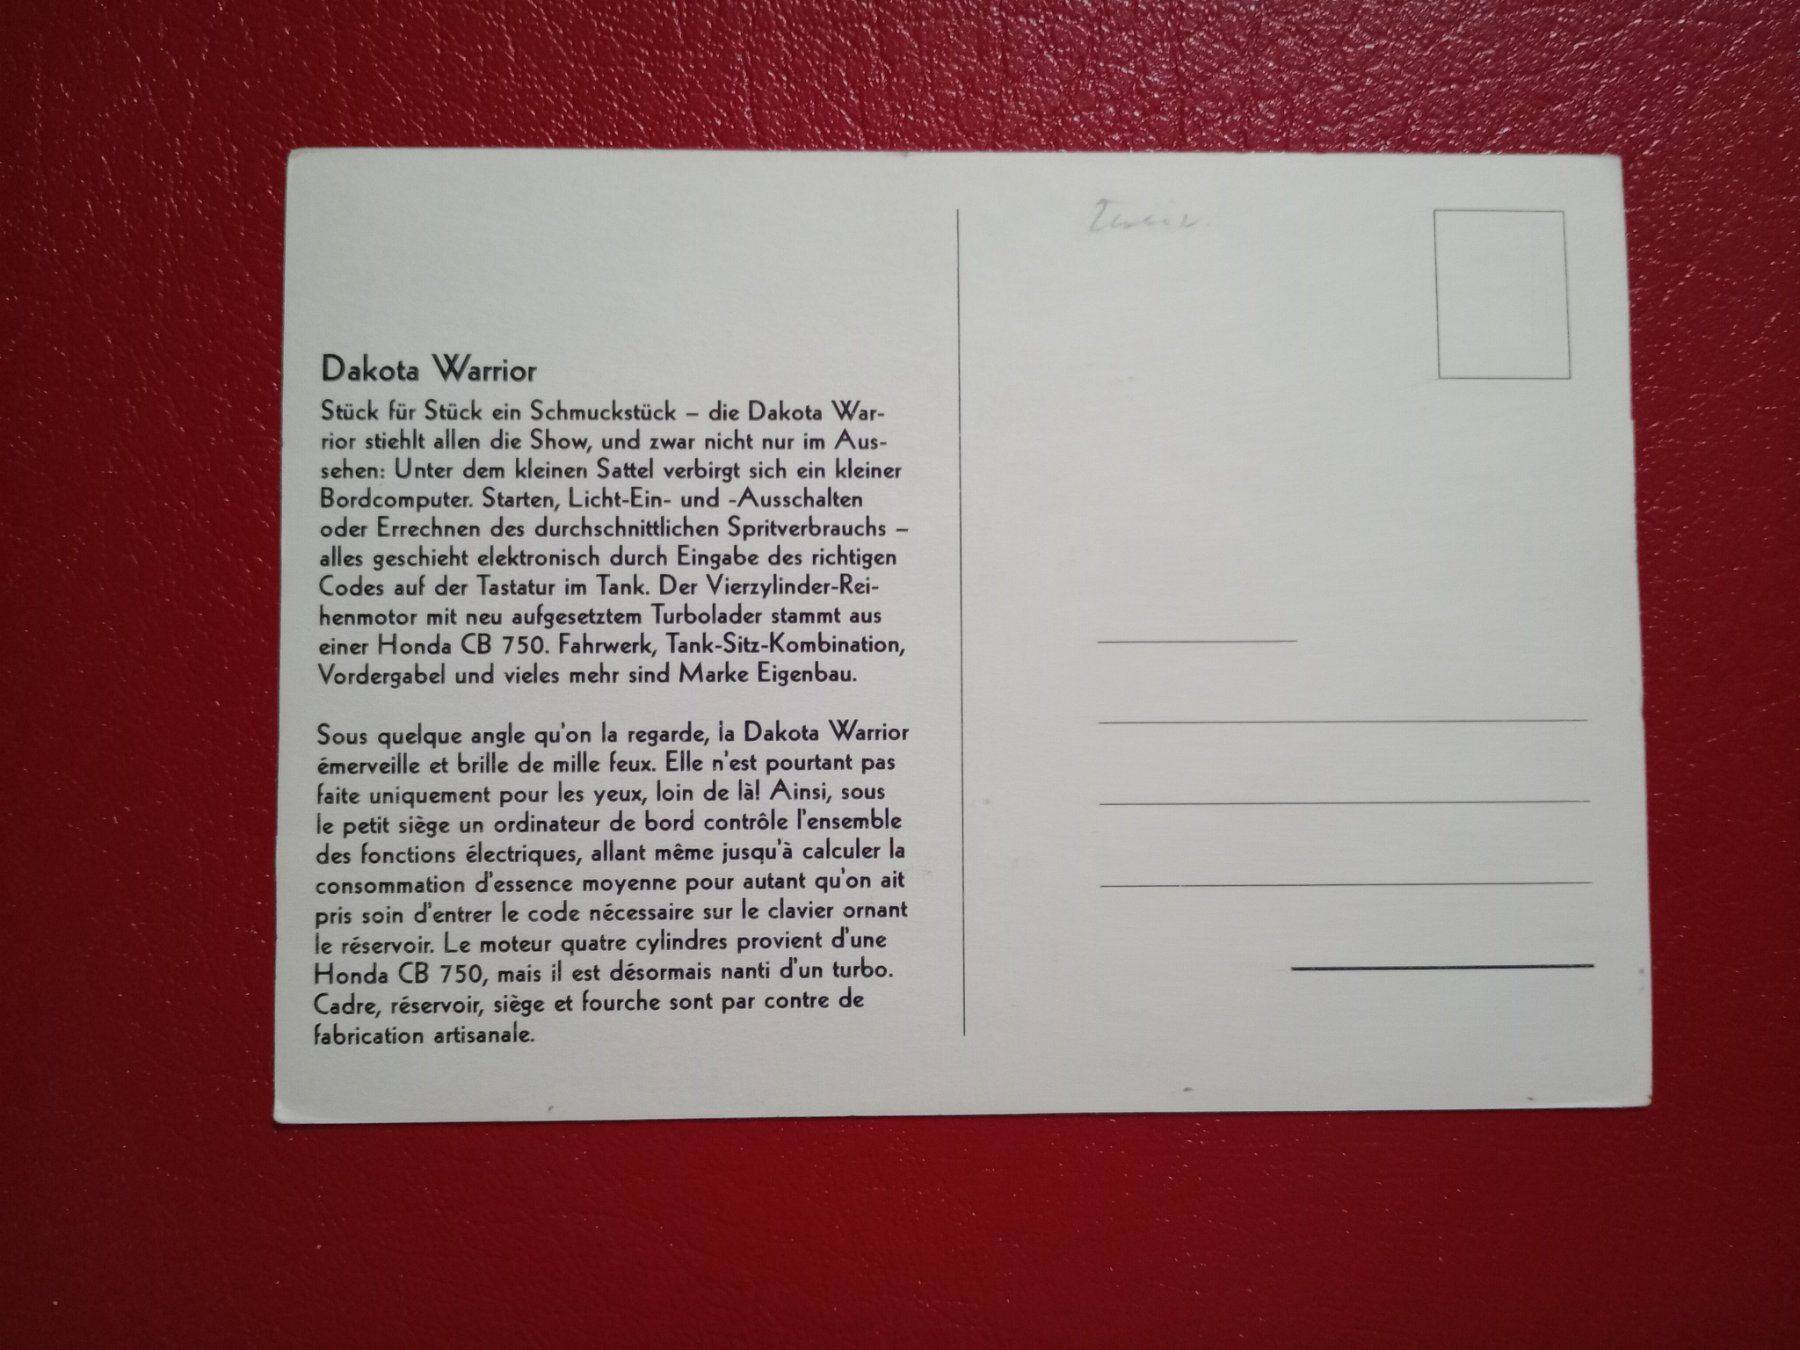 Dakota Warrior
Stück für Stück ein Schmuckstück – die Dakota War-
rior stiehlt allen die Show, und zwar nicht nur im Aus-
sehen: Unter dem kleinen Sattel verbirgt sich ein kleiner
Bordcomputer. Starten, Licht-Ein- und -Ausschalten
oder Errechnen des durchschnittlichen Spritverbrauchs –
alles geschieht elektronisch durch Eingabe des richtigen
Codes auf der Tastatur im Tank. Der Vierzylinder-Rei-
henmotor mit neu aufgesetztem Turbolader stammt aus
einer Honda CB 750. Fahrwerk, Tank-Sitz-Kombination,
Vordergabel und vieles mehr sind Marke Eigenbau.
Sous quelque angle qu'on la regarde, la Dakota Warrior
émerveille et brille de mille feux. Elle n'est pourtant pas
faite uniquement pour les yeux, loin de là! Ainsi, sous
le petit siège un ordinateur de bord contrôle l'ensemble
des fonctions électriques, allant même jusqu'à calculer la
consommation d'essence moyenne pour autant qu'on ait
pris soin d'entrer le code nécessaire sur le clavier ornant
le réservoir. Le moteur quatre cylindres provient d'une
Honda CB 750, mais il est désormais nanti d'un turbo.
Cadre, réservoir, siège et fourche sont par contre de
fabrication artisanale.